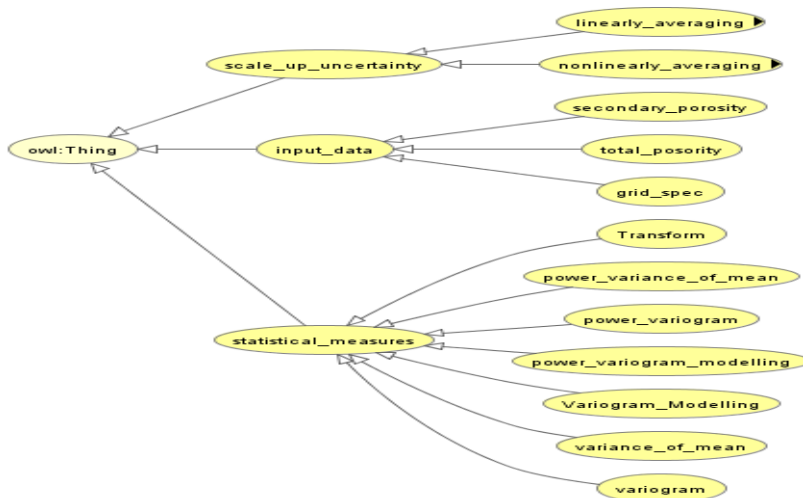 linearly_averaging
scale_up_uncertainty
nonlinearly_averaging
secondary_porosity
owl:Thing
input_data
total_posority
grid_spec
Transform
power_variance_of_mean
power_variogram
statistical_measures
power_variogram_modelling
Variogram_Modelling
variance_of_mean
variogram